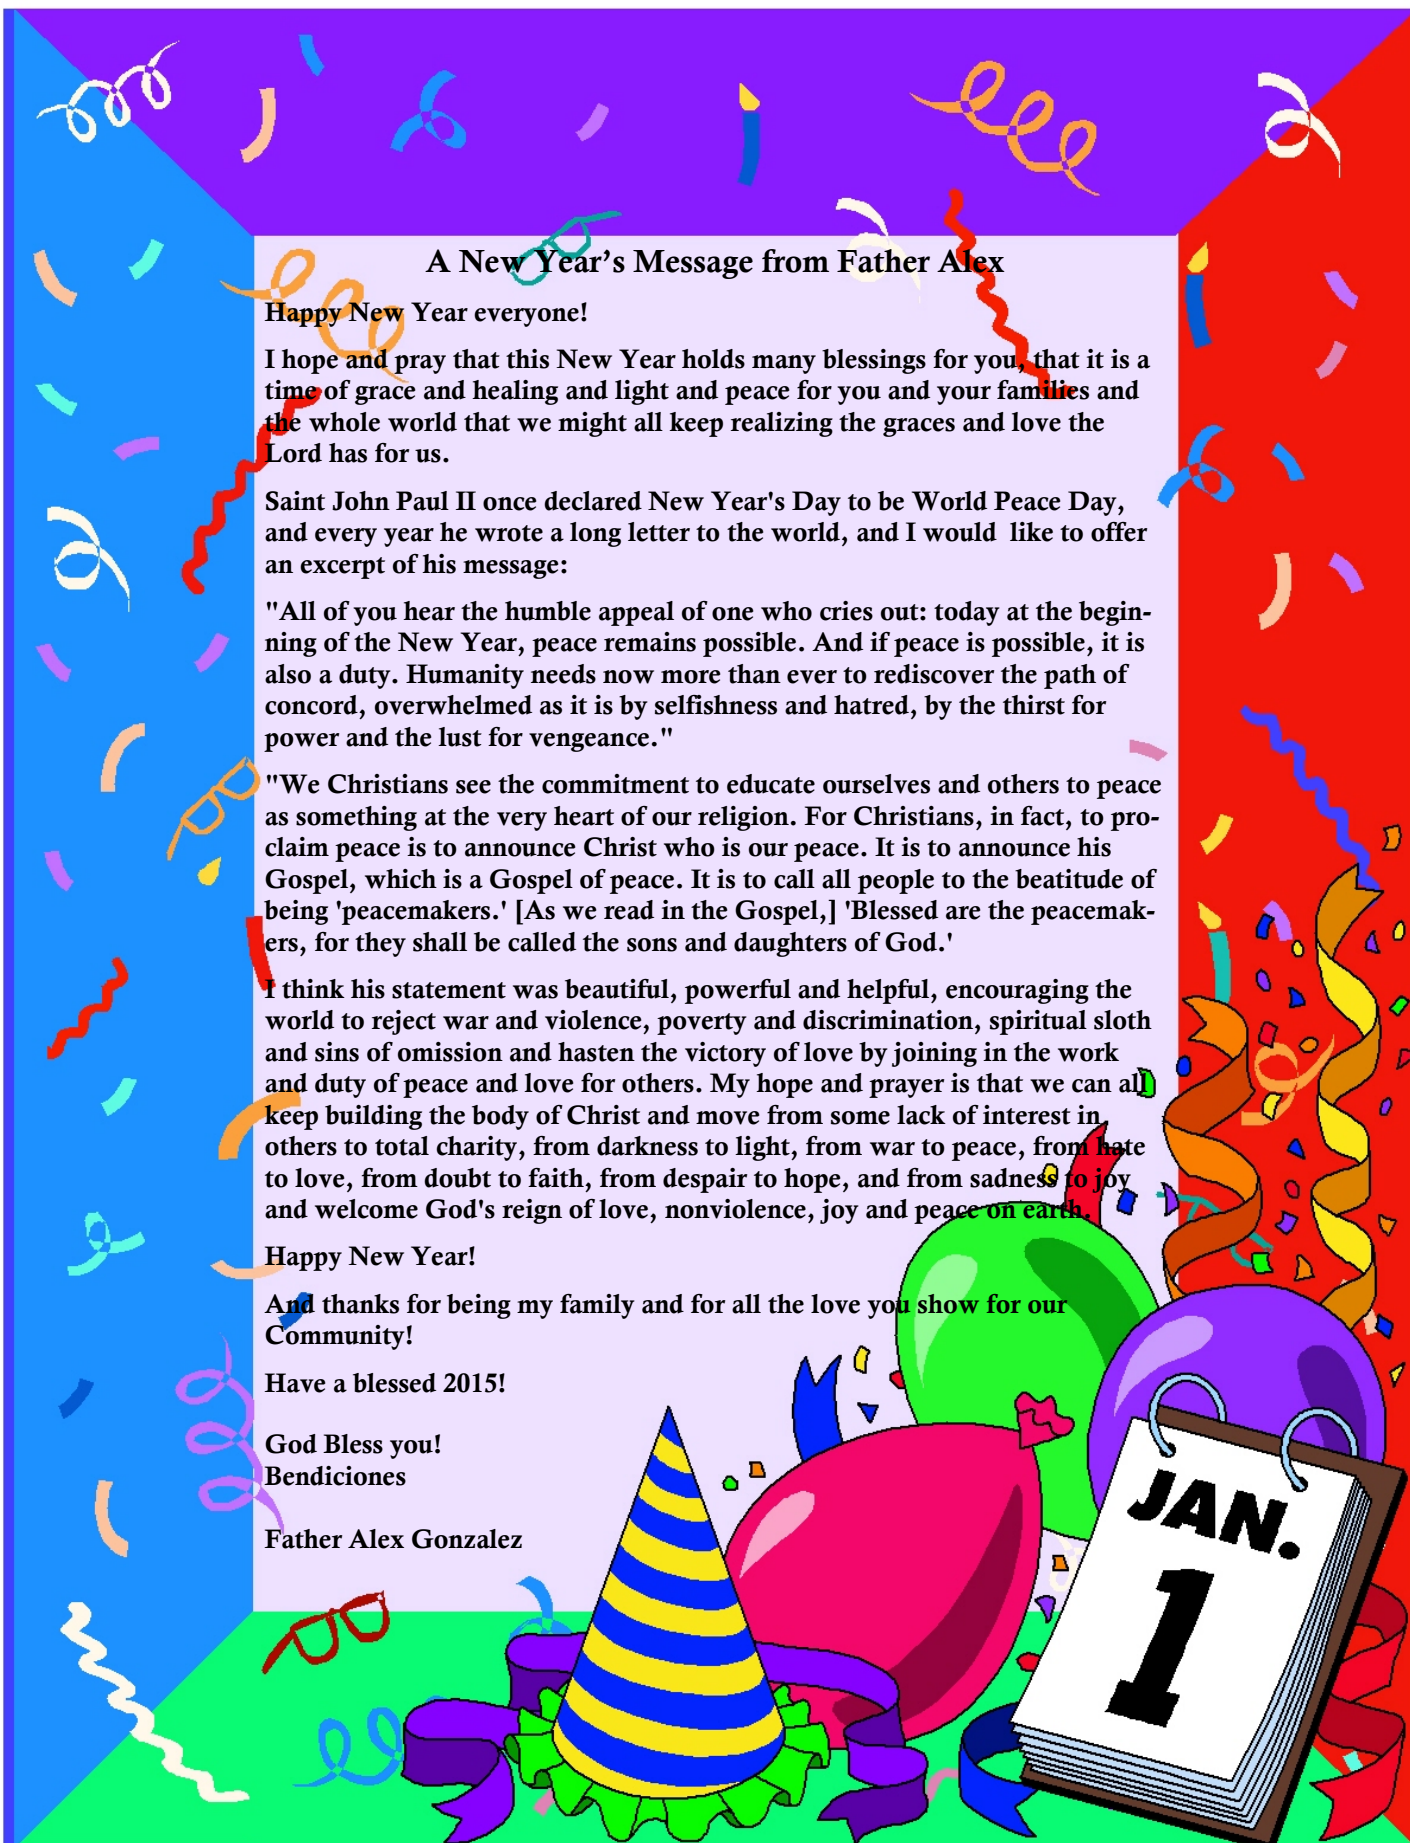 A New Year’s Message from Father Alex
Happy New Year everyone!
I hope and pray that this New Year holds many blessings for you, that it is a
time of grace and healing and light and peace for you and your families and
the whole world that we might all keep realizing the graces and love the
Lord has for us.
Saint John Paul II once declared New Year's Day to be World Peace Day,
and every year he wrote a long letter to the world, and I would  like to offer
an excerpt of his message:
"All of you hear the humble appeal of one who cries out: today at the begin-
ning of the New Year, peace remains possible. And if peace is possible, it is
also a duty. Humanity needs now more than ever to rediscover the path of
concord, overwhelmed as it is by selfishness and hatred, by the thirst for
power and the lust for vengeance."
"We Christians see the commitment to educate ourselves and others to peace
as something at the very heart of our religion. For Christians, in fact, to pro-
claim peace is to announce Christ who is our peace. It is to announce his
Gospel, which is a Gospel of peace. It is to call all people to the beatitude of
being 'peacemakers.' [As we read in the Gospel,] 'Blessed are the peacemak-
ers, for they shall be called the sons and daughters of God.'
I think his statement was beautiful, powerful and helpful, encouraging the
world to reject war and violence, poverty and discrimination, spiritual sloth
and sins of omission and hasten the victory of love by joining in the work
and duty of peace and love for others. My hope and prayer is that we can all
keep building the body of Christ and move from some lack of interest in
others to total charity, from darkness to light, from war to peace, from hate
to love, from doubt to faith, from despair to hope, and from sadness to joy
and welcome God's reign of love, nonviolence, joy and peace on earth.
Happy New Year!
And thanks for being my family and for all the love you show for our
Community!
Have a blessed 2015!
God Bless you!
Bendiciones
Father Alex Gonzalez
JAN.
1